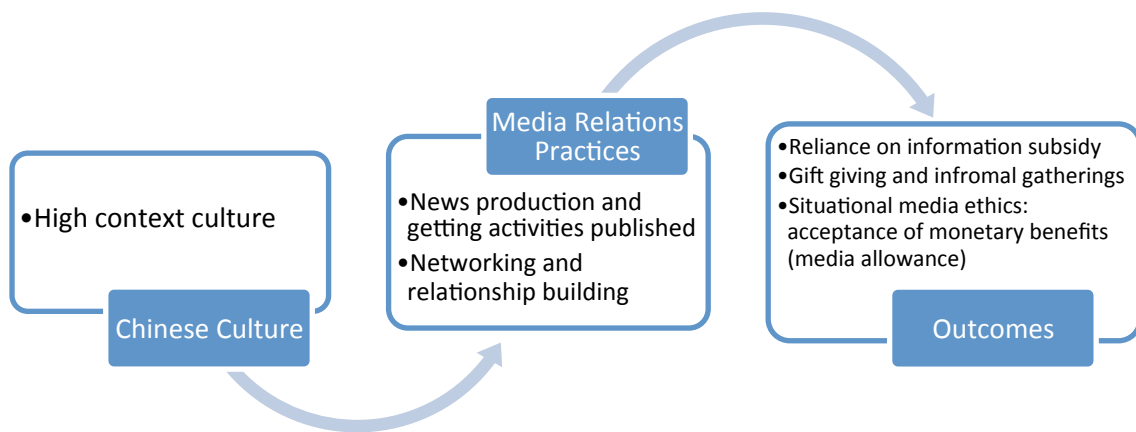 •High context culture
Chinese Culture
Media Relations
Practices
•News production and
getting activities published
•Networking and
relationship building
•Reliance on information subsidy
•Gift giving and infromal gatherings
•Situational media ethics:
acceptance of monetary benefits
(media allowance)
Outcomes